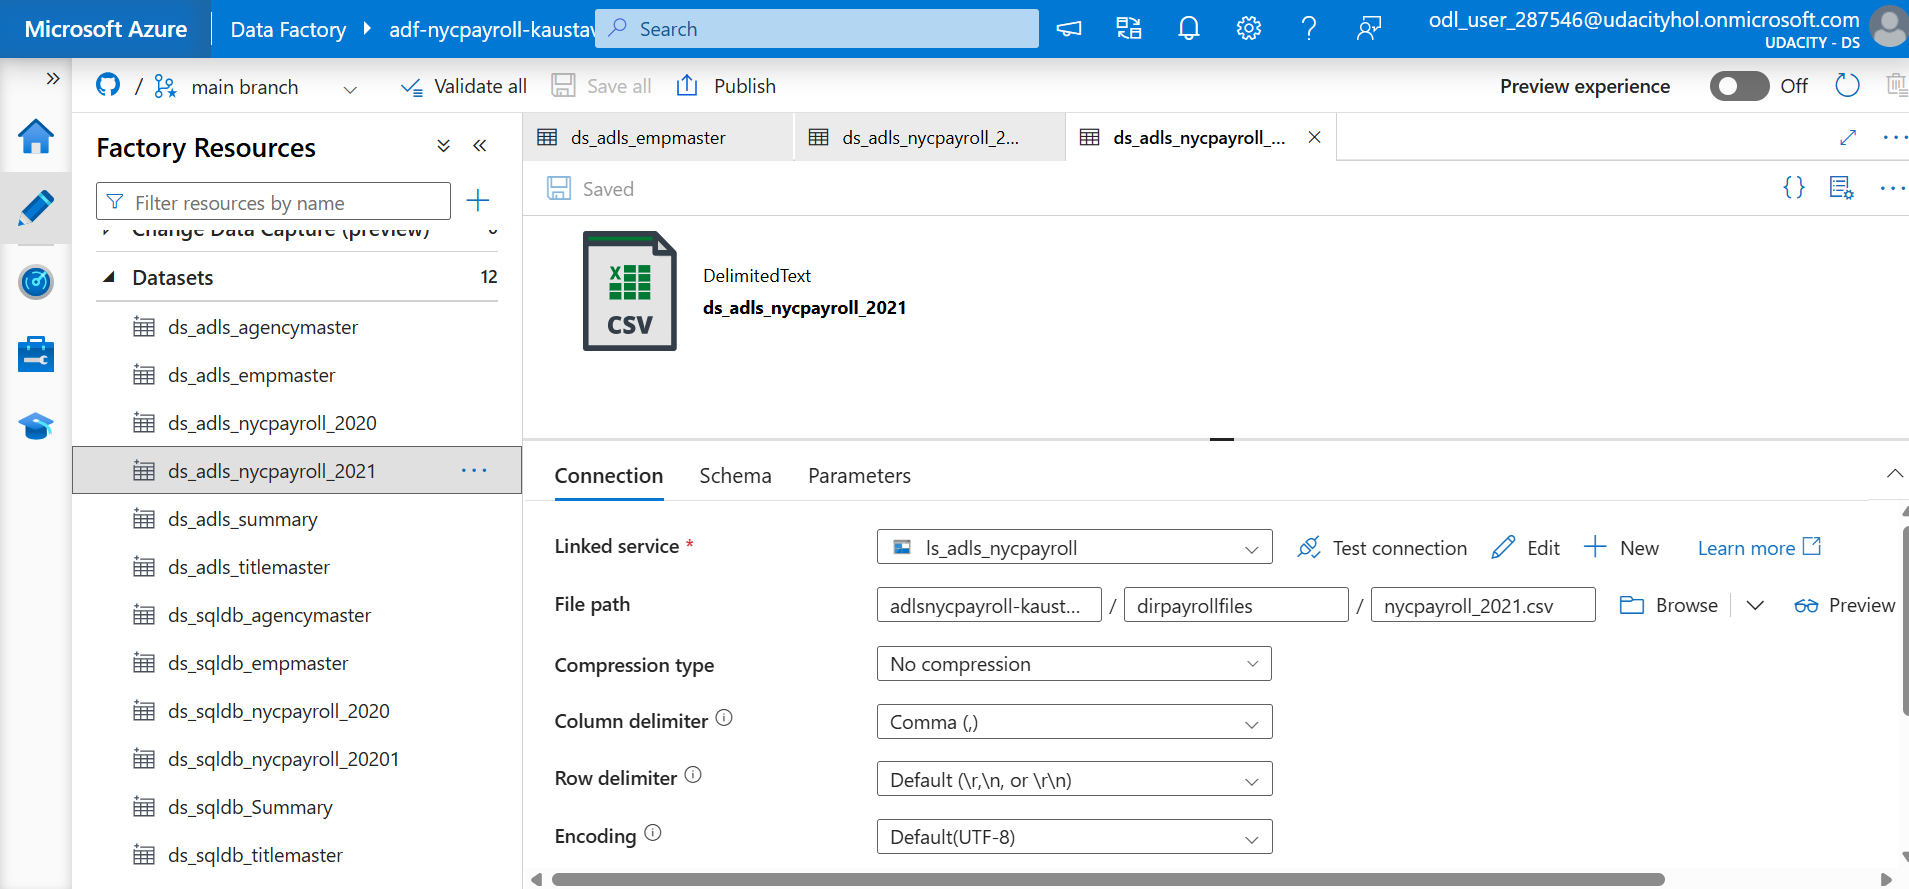 Microsoft Azure
Data Factory
adf-nycpayroll-kaustav
Search
odl_user_287546@udacityhol.onmicrosoft.com
UDACITY - DS
/ main branch
Validate all
Save all
Publish
Preview experience
Off
Factory Resources
Filter resources by name
Change Data Capture (preview)
Datasets 12
ds_adls_agencymaster
ds_adls_empmaster
ds_adls_nycpayroll_2020
ds_adls_nycpayroll_2021 ...
ds_adls_summary
ds_adls_titlemaster
ds_sqldb_agencymaster
ds_sqldb_empmaster
ds_sqldb_nycpayroll_2020
ds_sqldb_nycpayroll_20201
ds_sqldb_Summary
ds_sqldb_titlemaster
ds_adls_empmaster
ds_adls_nycpayroll_2...
ds_adls_nycpayroll_...
Saved
{}
CSV
DelimitedText
ds_adls_nycpayroll_2021
Connection
Schema
Parameters
Linked service *
ls_adls_nycpayroll
Test connection
Edit
New
Learn more
File path
adlsnycpayroll-kaust... / dirpayrollfiles / nycpayroll_2021.csv
Browse
Preview
Compression type
No compression
Column delimiter
Comma (,)
Row delimiter
Default (\r,\n, or \r\n)
Encoding
Default(UTF-8)